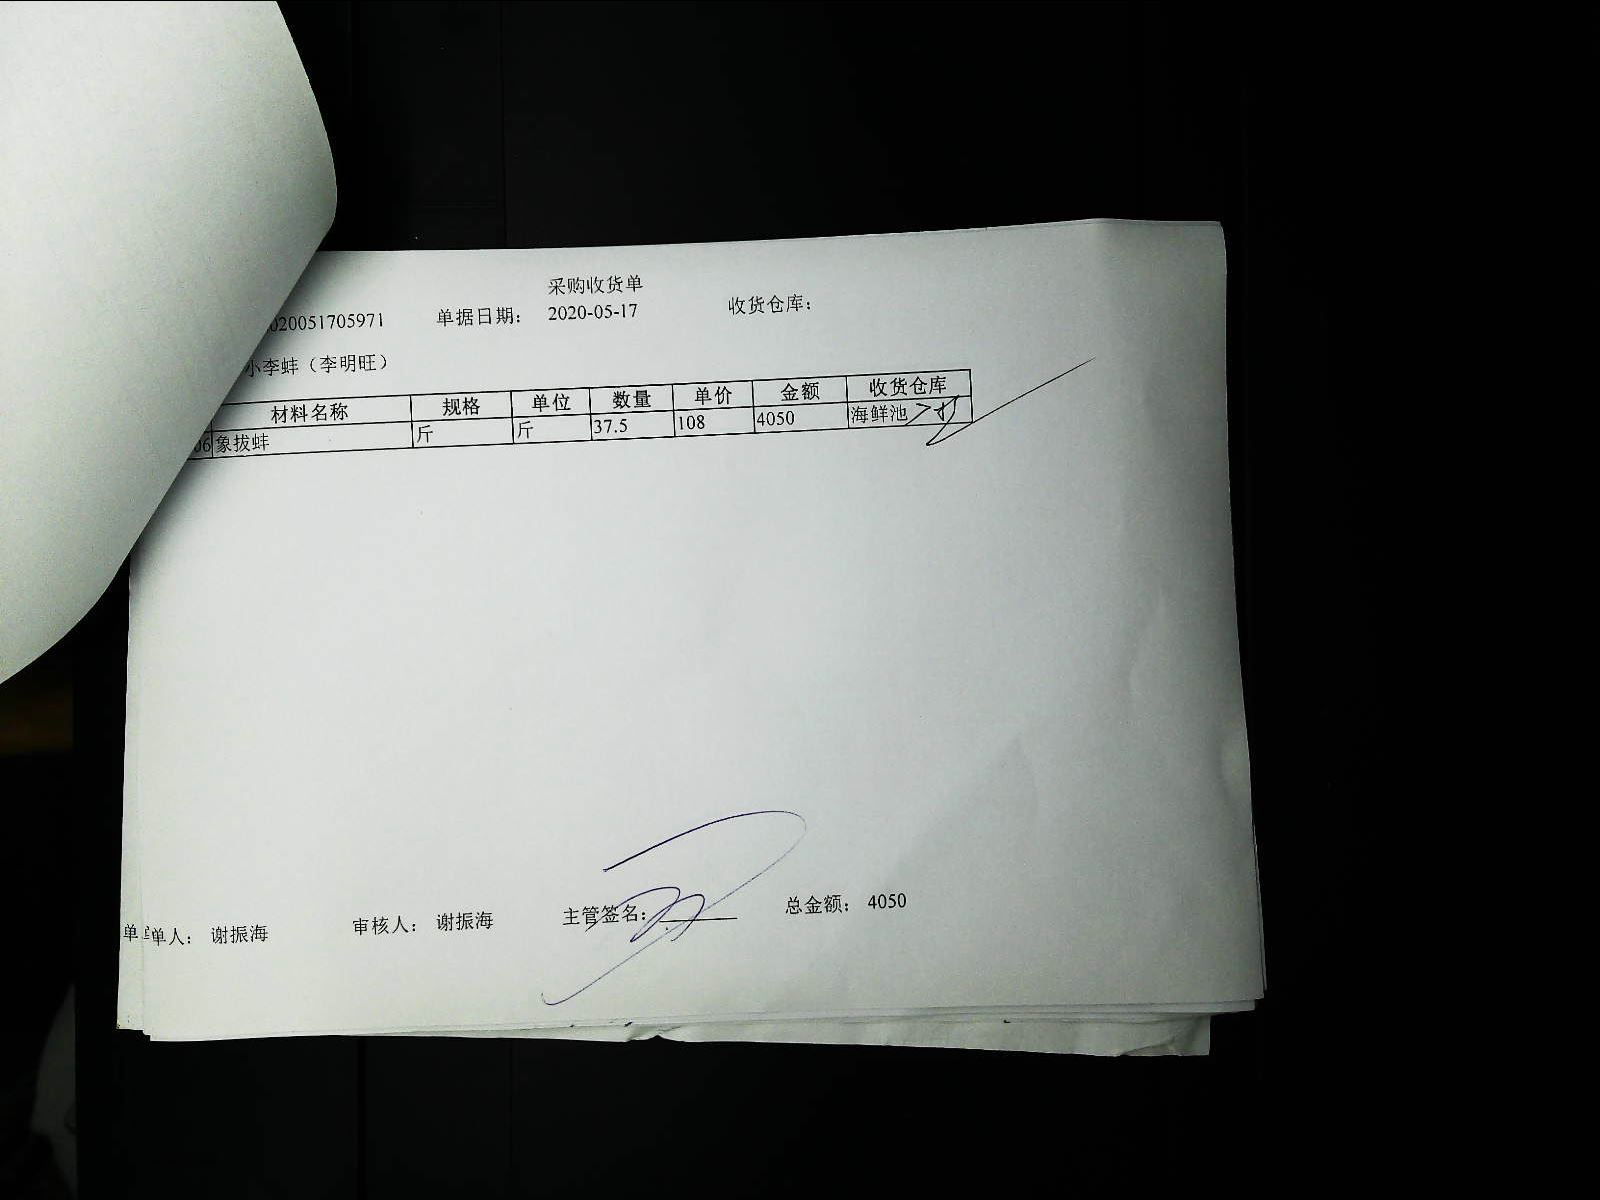 采购收货单
020051705971 单据日期： 2020-05-17 收货仓库：
小李蚌（李明旺）
材料名称 规格 单位 数量 单价 金额 收货仓库
06 象拔蚌 斤 斤 37.5 108 4050 海鲜池
单 单人： 谢振海 审核人： 谢振海 主管签名： 总金额： 4050